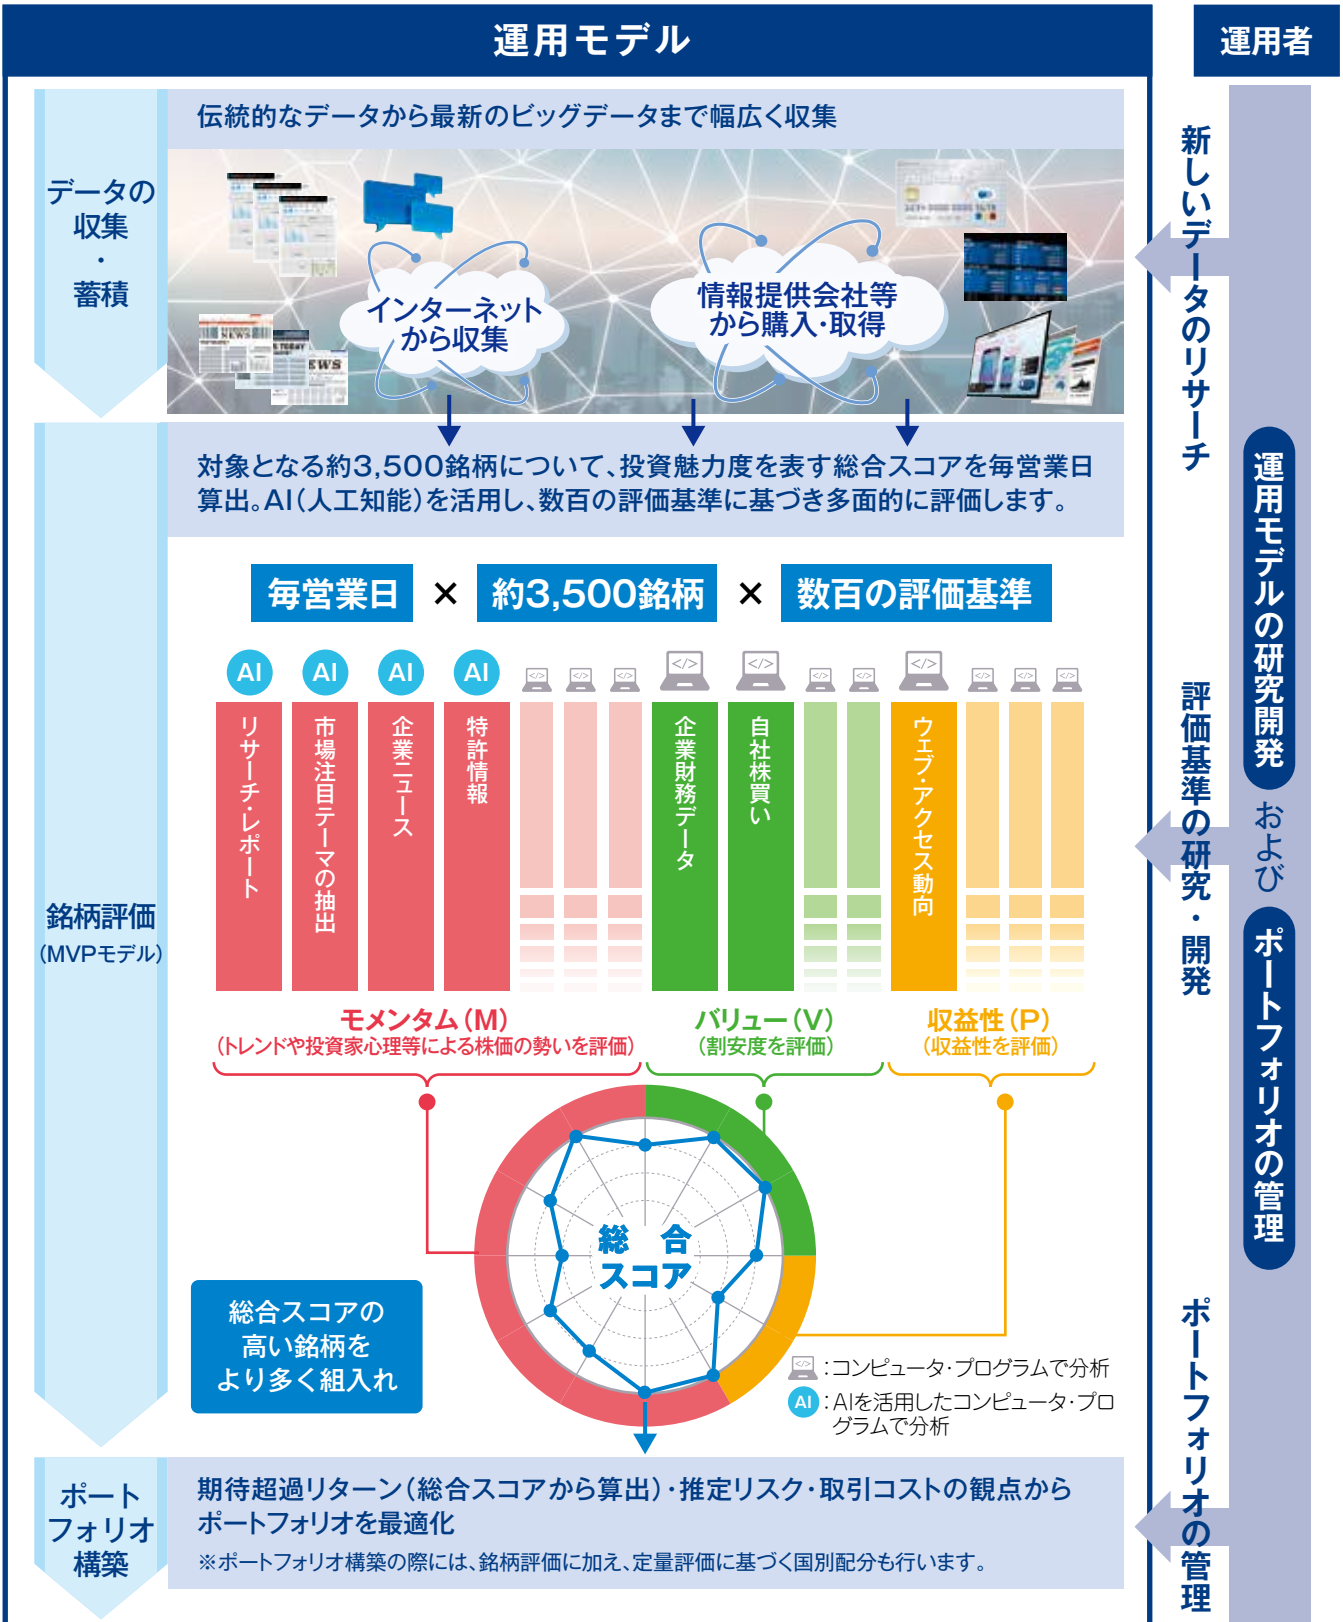 運用モデル
運用者
データの
収集
・
蓄積
伝統的なデータから最新のビッグデータまで幅広く収集
NEWS
NEWS
インターネット
から収集
情報提供会社等
から購入・取得
新しいデータのリサーチ
銘柄評価
(MVPモデル)
対象となる約3,500銘柄について、投資魅力度を表す総合スコアを毎営業日
算出。AI(人工知能)を活用し、数百の評価基準に基づき多面的に評価します。
毎営業日 × 約3,500銘柄 × 数百の評価基準
AI AI AI AI </> </> </> </> </> </> </> </> </> </> </>
リサーチ・レポート
市場注目テーマの抽出
企業ニュース
特許情報
企業財務データ
自社株買い
ウェブ・アクセス動向
モメンタム(M)
(トレンドや投資家心理等による株価の勢いを評価)
バリュー(V)
(割安度を評価)
収益性(P)
(収益性を評価)
総 合
スコア
総合スコアの
高い銘柄を
より多く組入れ
</> :コンピュータ・プログラムで分析
AI :AIを活用したコンピュータ・プロ
グラムで分析
評価基準の研究・開発
ポート
フォリオ
構築
期待超過リターン(総合スコアから算出)・推定リスク・取引コストの観点から
ポートフォリオを最適化
※ポートフォリオ構築の際には、銘柄評価に加え、定量評価に基づく国別配分も行います。
ポートフォリオの管理
運用モデルの研究開発
および
ポートフォリオの管理